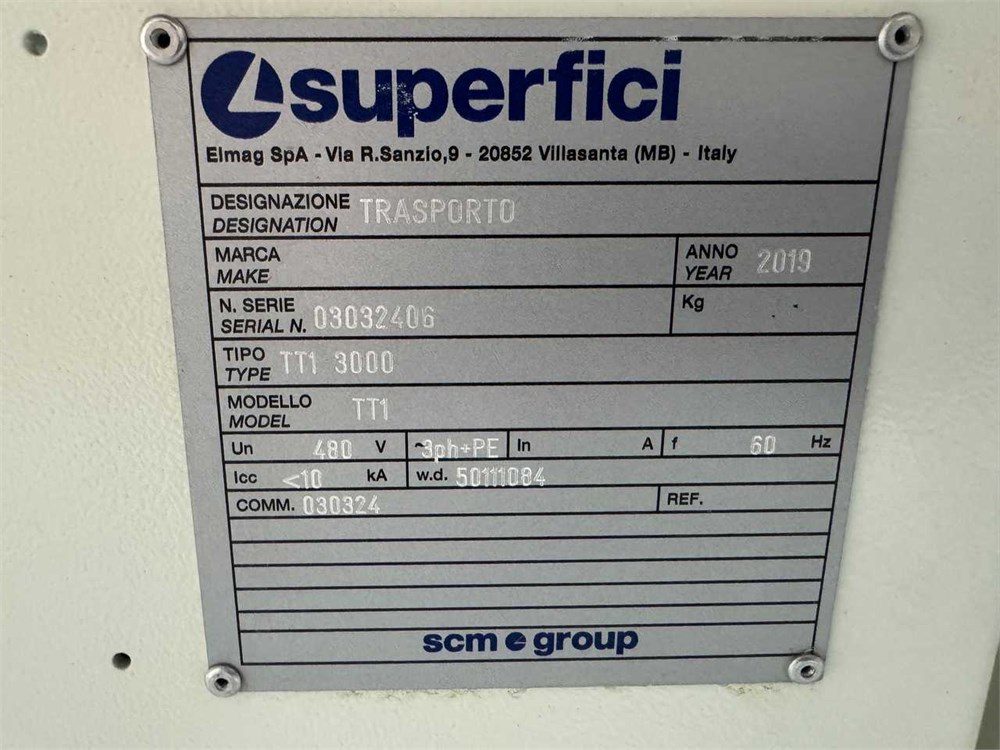 superfici
Elmag SpA - Via R.Sanzio,9 - 20852 Villasanta (MB) - Italy
DESIGNAZIONE TRASPORTO
DESIGNATION
MARCA ANNO 2019
MAKE YEAR
N. SERIE 03032406 Kg
SERIAL N.
TIPO TT1 3000
TYPE
MODELLO TT1
MODEL
Un 480 V ~3ph+PE In A f 60 Hz
Icc <10 kA w.d. 50111084
COMM. 030324 REF.
scm group